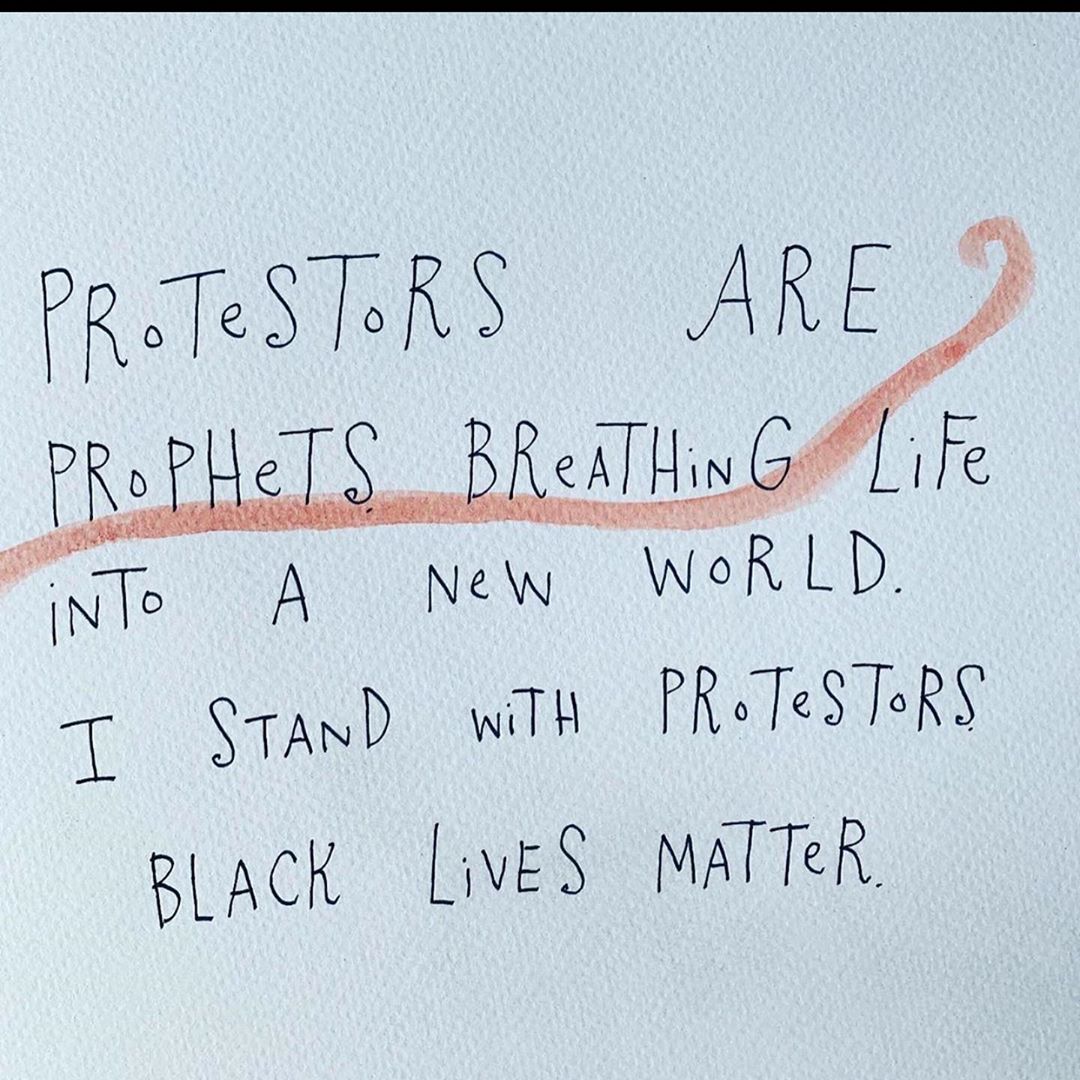 PRoTeSToRS ARE
PRoPHeTS BReATHiNG LiFe
iNTo A NeW WoRLD.
I STAND WiTH PRoTeSToRS.
BLACK LiVES MATTeR.